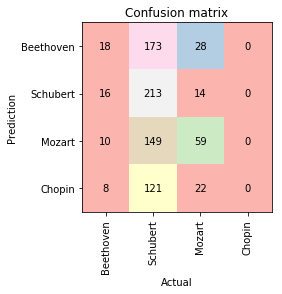 Confusion matrix
Prediction
Beethoven 18 173 28 0
Schubert 16 213 14 0
Mozart 10 149 59 0
Chopin 8 121 22 0
Beethoven Schubert Mozart Chopin
Actual